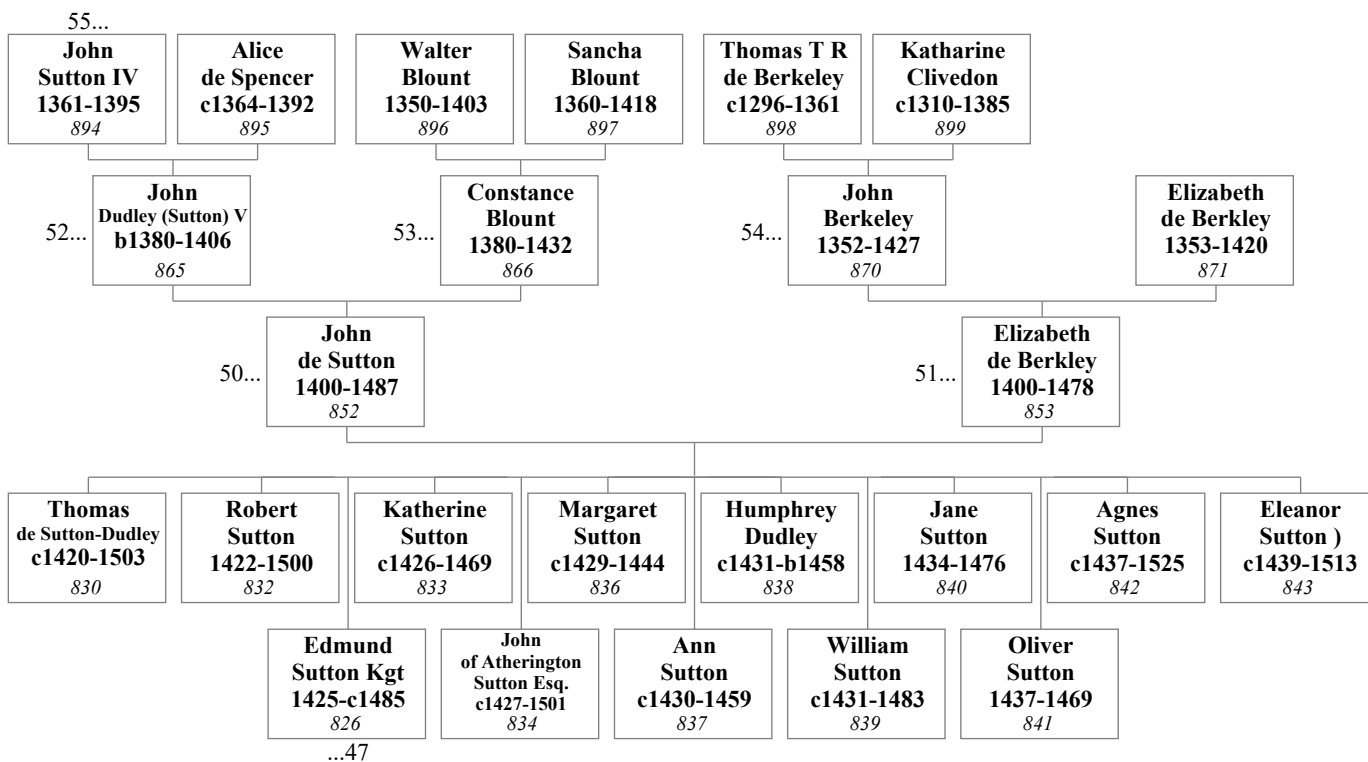 55...
John
Sutton IV
1361-1395
894
Alice
de Spencer
c1364-1392
895
Walter
Blount
1350-1403
896
Sancha
Blount
1360-1418
897
Thomas T R
de Berkeley
c1296-1361
898
Katharine
Clivedon
c1310-1385
899
52...
John
Dudley (Sutton) V
b1380-1406
865
53...
Constance
Blount
1380-1432
866
54...
John
Berkeley
1352-1427
870
Elizabeth
de Berkley
1353-1420
871
50...
John
de Sutton
1400-1487
852
51...
Elizabeth
de Berkley
1400-1478
853
Thomas
de Sutton-Dudley
c1420-1503
830
Robert
Sutton
1422-1500
832
Katherine
Sutton
c1426-1469
833
Margaret
Sutton
c1429-1444
836
Humphrey
Dudley
c1431-b1458
838
Jane
Sutton
1434-1476
840
Agnes
Sutton
c1437-1525
842
Eleanor
Sutton )
c1439-1513
843
Edmund
Sutton Kgt
1425-c1485
826
John
of Atherington
Sutton Esq.
c1427-1501
834
Ann
Sutton
c1430-1459
837
William
Sutton
c1431-1483
839
Oliver
Sutton
1437-1469
841
...47